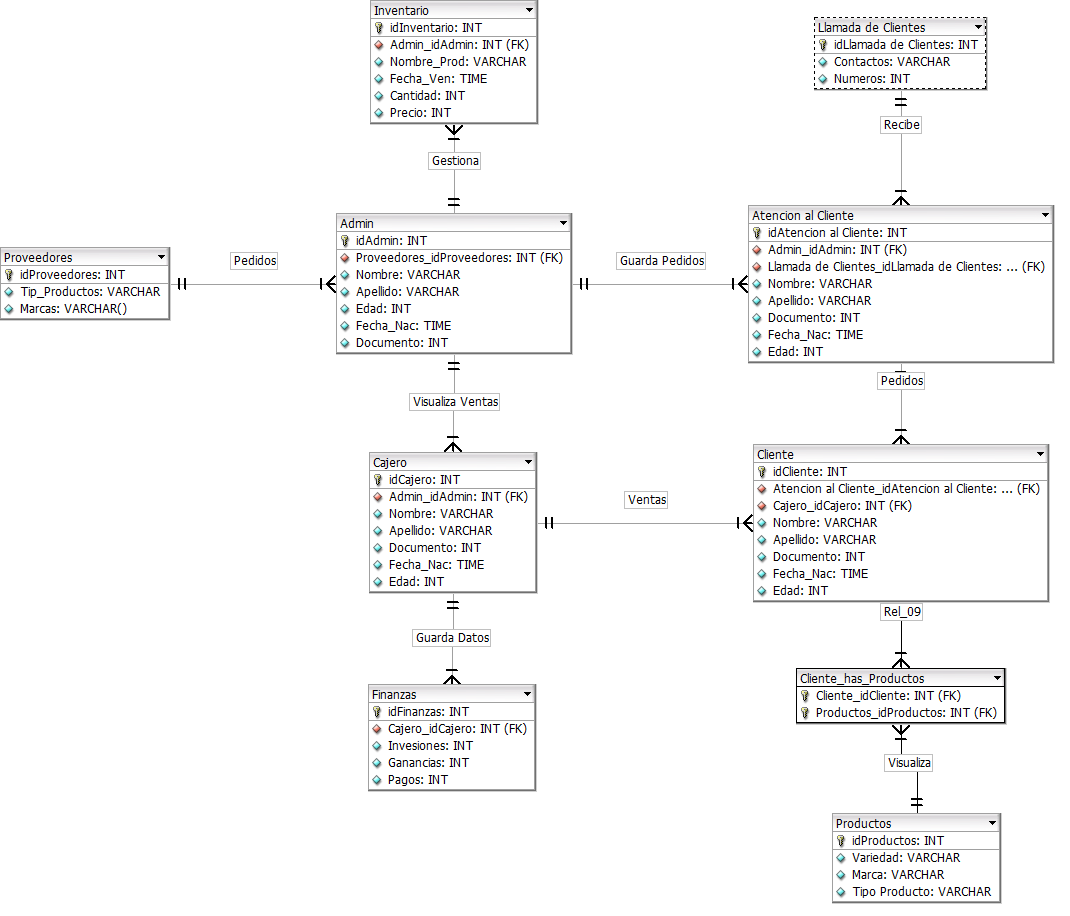 Inventario
idInventario: INT
Admin_idAdmin: INT (FK)
Nombre_Prod: VARCHAR
Fecha_Ven: TIME
Cantidad: INT
Precio: INT
Llamada de Clientes
idLlamada de Clientes: INT
Contactos: VARCHAR
Numeros: INT
Recibe
Gestiona
Admin
idAdmin: INT
Proveedores_idProveedores: INT (FK)
Nombre: VARCHAR
Apellido: VARCHAR
Edad: INT
Fecha_Nac: TIME
Documento: INT
Atencion al Cliente
idAtencion al Cliente: INT
Admin_idAdmin: INT (FK)
Llamada de Clientes_idLlamada de Clientes: ... (FK)
Nombre: VARCHAR
Apellido: VARCHAR
Documento: INT
Fecha_Nac: TIME
Edad: INT
Proveedores
idProveedores: INT
Tip_Productos: VARCHAR
Marcas: VARCHAR()
Pedidos
Guarda Pedidos
Pedidos
Visualiza Ventas
Cajero
idCajero: INT
Admin_idAdmin: INT (FK)
Nombre: VARCHAR
Apellido: VARCHAR
Documento: INT
Fecha_Nac: TIME
Edad: INT
Ventas
Cliente
idCliente: INT
Atencion al Cliente_idAtencion al Cliente: ... (FK)
Cajero_idCajero: INT (FK)
Nombre: VARCHAR
Apellido: VARCHAR
Documento: INT
Fecha_Nac: TIME
Edad: INT
Rel_09
Guarda Datos
Finanzas
idFinanzas: INT
Cajero_idCajero: INT (FK)
Invesiones: INT
Ganancias: INT
Pagos: INT
Cliente_has_Productos
Cliente_idCliente: INT (FK)
Productos_idProductos: INT (FK)
Visualiza
Productos
idProductos: INT
Variedad: VARCHAR
Marca: VARCHAR
Tipo Producto: VARCHAR